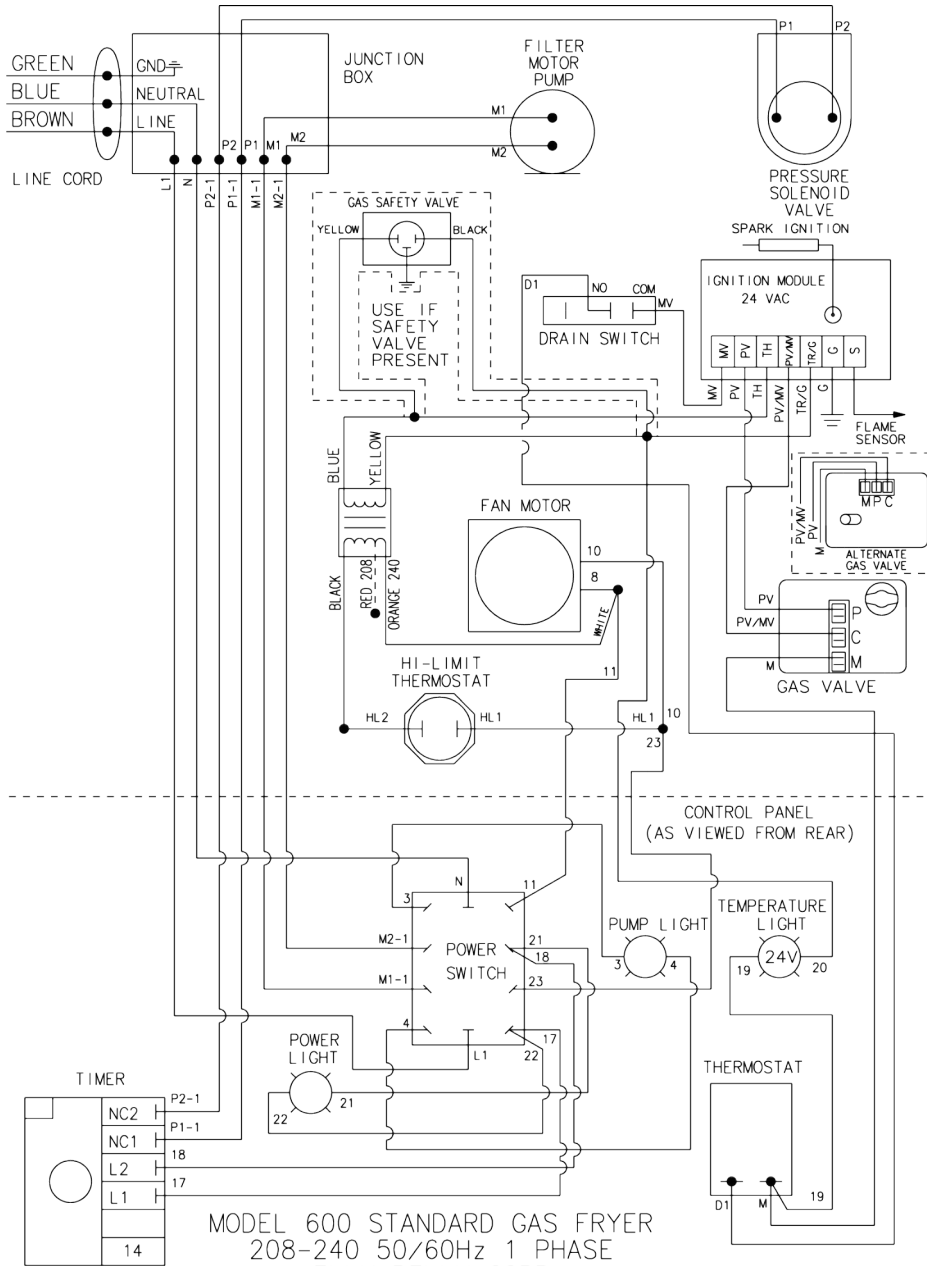 P1 P2
GREEN
BLUE
BROWN
LINE CORD
GND
NEUTRAL
LINE
JUNCTION
BOX
P2 P1 M1 M2
L1 N P2-1 P1-1 M1-1 M2-1
FILTER
MOTOR
PUMP
M1
M2
PRESSURE
SOLENOID
VALVE
SPARK IGNITION
IGNITION MODULE
24 VAC
MV PV TH PV/MV TR/G G S
MV PV TH PV/MV TR/G G
FLAME
SENSOR
GAS SAFETY VALVE
YELLOW BLACK
USE IF
SAFETY
VALVE
PRESENT
D1 NO COM MV
DRAIN SWITCH
BLUE YELLOW
BLACK RED 208 ORANGE 240
FAN MOTOR
10
8
WHITE
11
PV/MV PV M
M P C
ALTERNATE
GAS VALVE
PV P
PV/MV C
M M
GAS VALVE
HI-LIMIT
THERMOSTAT
HL2 HL1 HL1 10
23
CONTROL PANEL
(AS VIEWED FROM REAR)
3 N 11
M2-1 21
18
M1-1 23
4 L1 17
22
POWER
SWITCH
PUMP LIGHT
3 4
TEMPERATURE
LIGHT
24V
19 20
POWER
LIGHT
22 21
THERMOSTAT
D1 M 19
TIMER
NC2 P2-1
NC1 P1-1
L2 18
L1 17
14
MODEL 600 STANDARD GAS FRYER
208-240 50/60Hz 1 PHASE